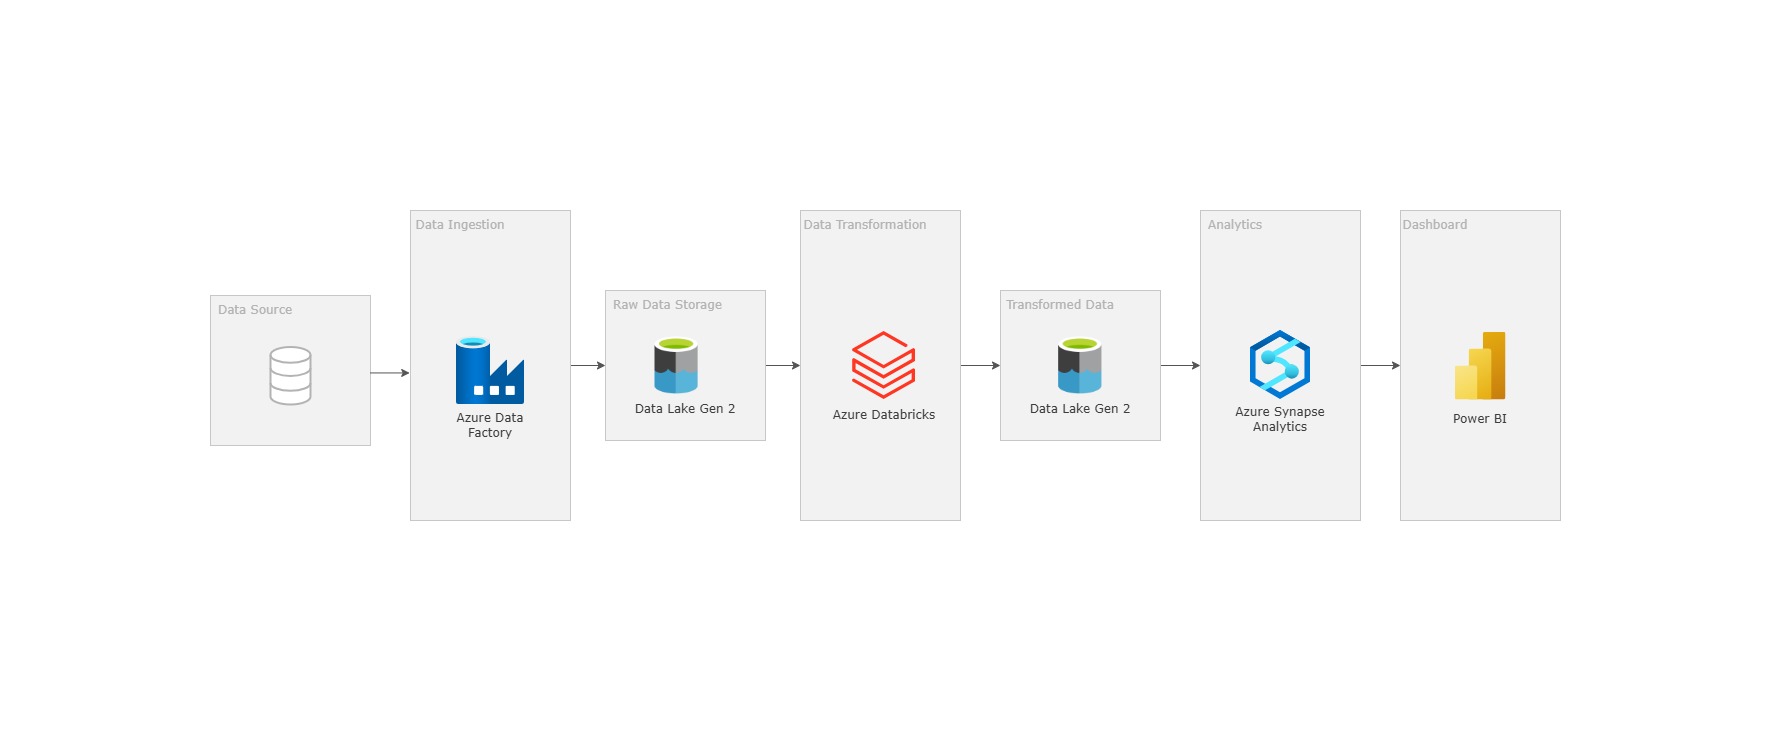 Data Source
Data Ingestion
Azure Data
Factory
Raw Data Storage
Data Lake Gen 2
Data Transformation
Azure Databricks
Transformed Data
Data Lake Gen 2
Analytics
Azure Synapse
Analytics
Dashboard
Power BI